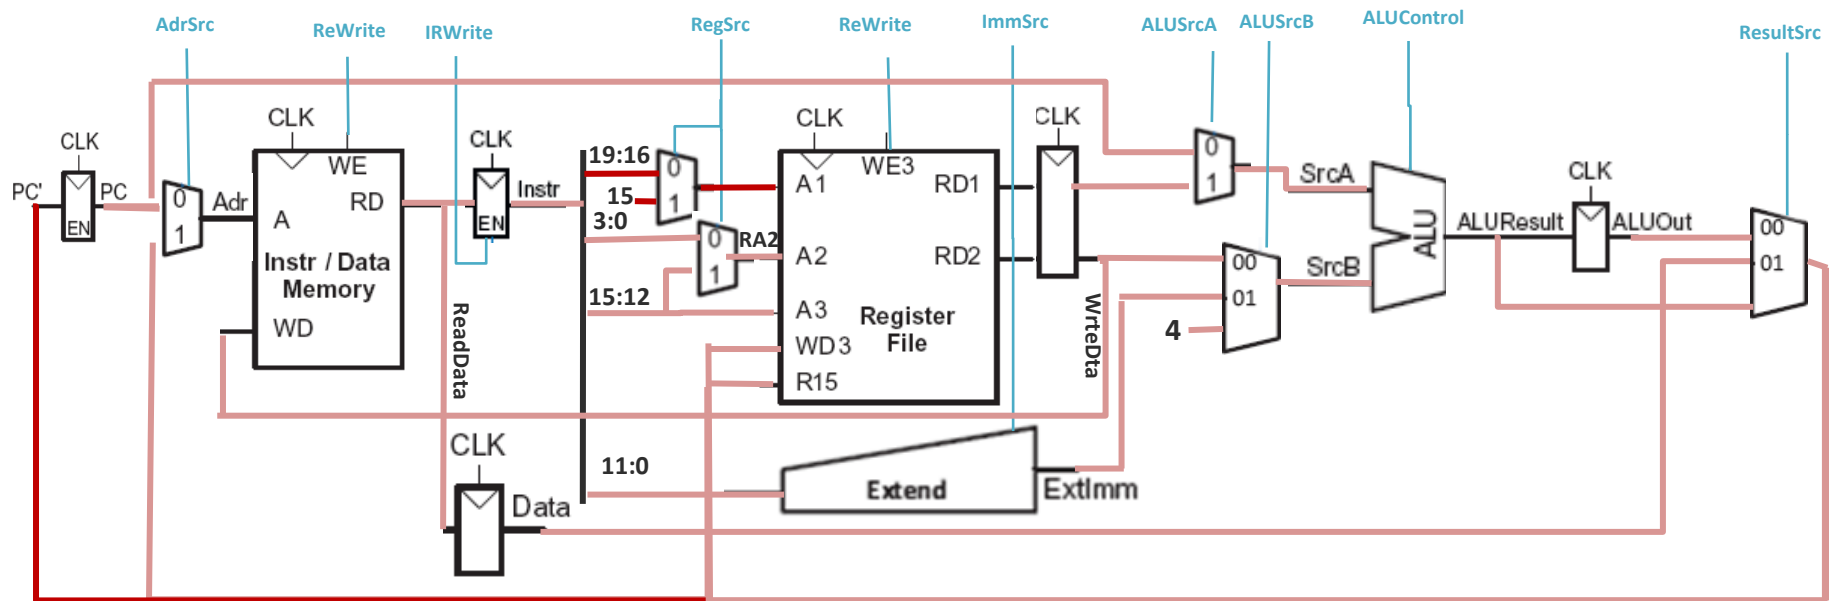 AdrSrc
ReWrite
IRWrite
RegSrc
ReWrite
ImmSrc
ALUSrcA
ALUSrcB
ALUControl
ResultSrc
CLK
CLK
CLK
CLK
CLK
CLK
PC'
PC
EN
0
1
Adr
WE
RD
A
Instr / Data
Memory
WD
Instr
EN
ReadData
19:16
15
3:0
15:12
11:0
0
1
0
1
RA2
WE3
A1
RD1
A2
RD2
A3
WD3
R15
Register
File
WrteDta
0
1
00
01
4
SrcA
SrcB
ALU
ALUResult
ALUOut
00
01
CLK
Data
Extend
ExtImm